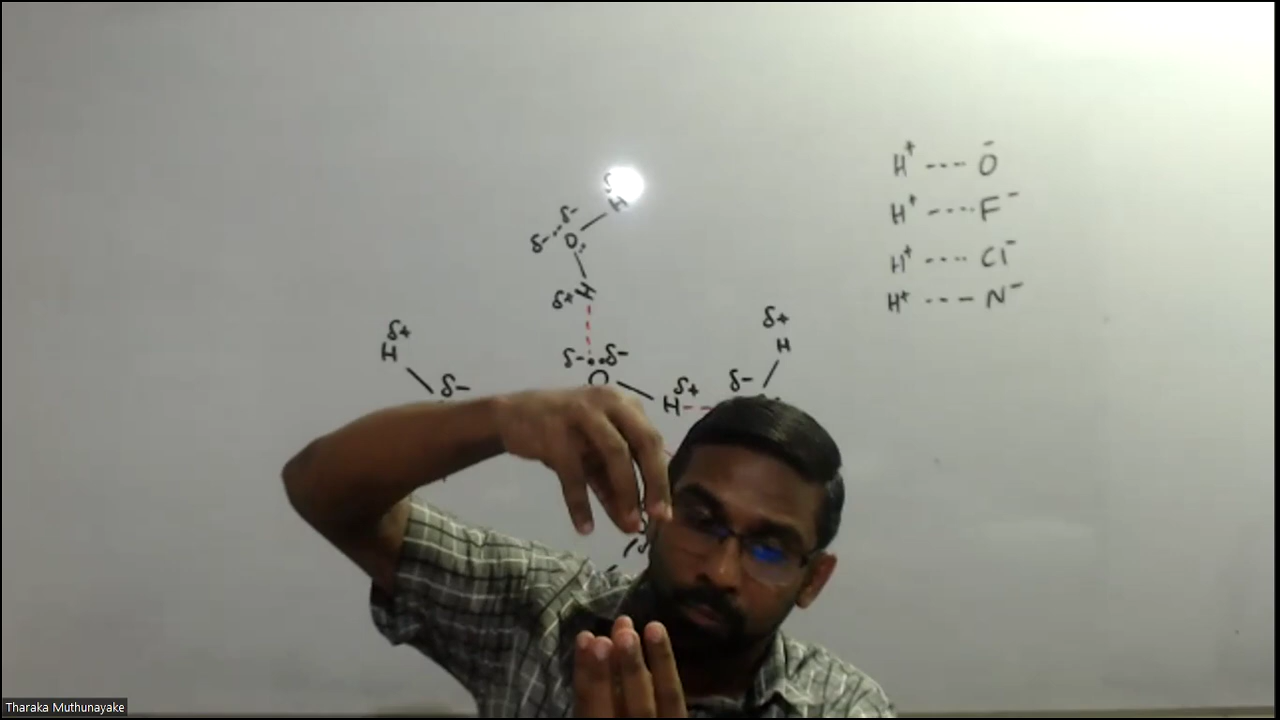 H⁺ ---- O⁻
H⁺ ---- F⁻
H⁺ ---- Cl⁻
H⁺ ---- N⁻
H
δ-
δ- O
δ+ H
δ+
H
δ-
δ- δ-
O
δ+
H
δ+
H
δ-
Tharaka Muthunayake